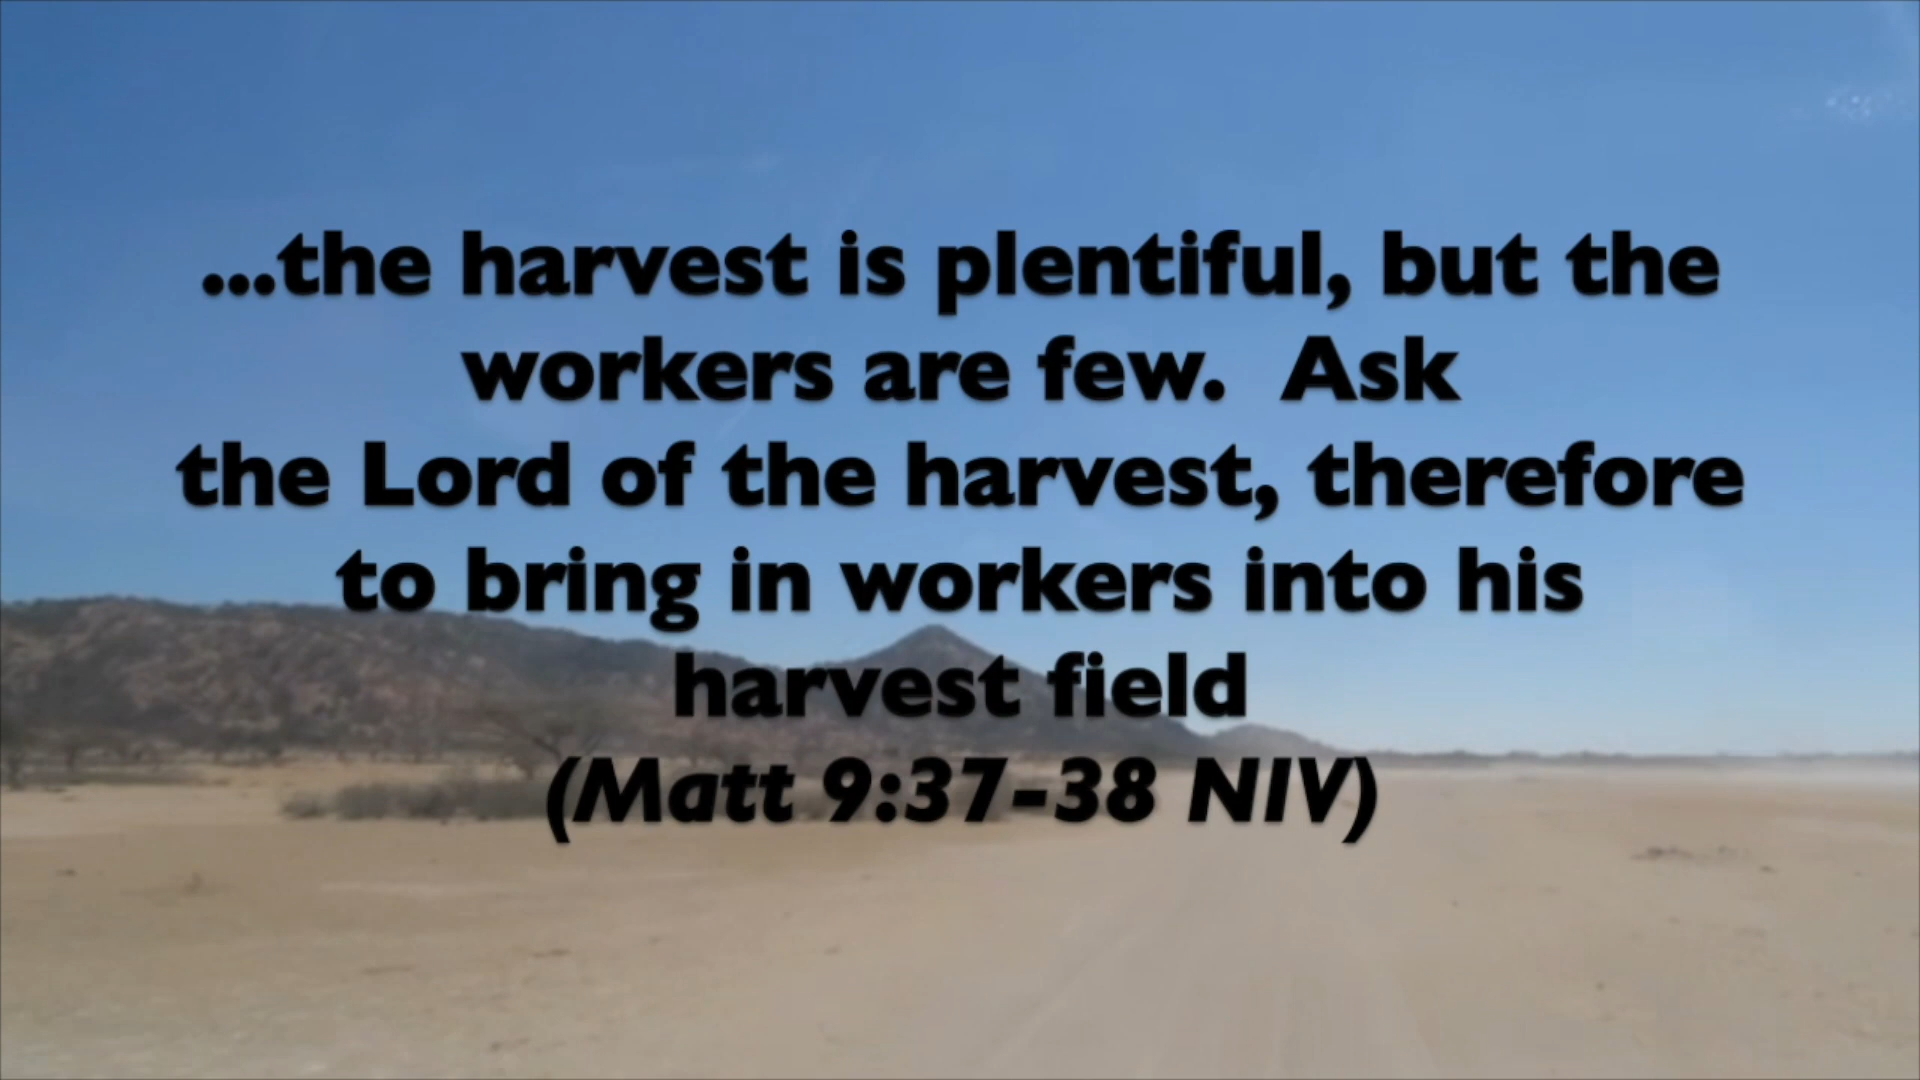 ...the harvest is plentiful, but the
workers are few.  Ask
the Lord of the harvest, therefore
to bring in workers into his
harvest field
(Matt 9:37-38 NIV)